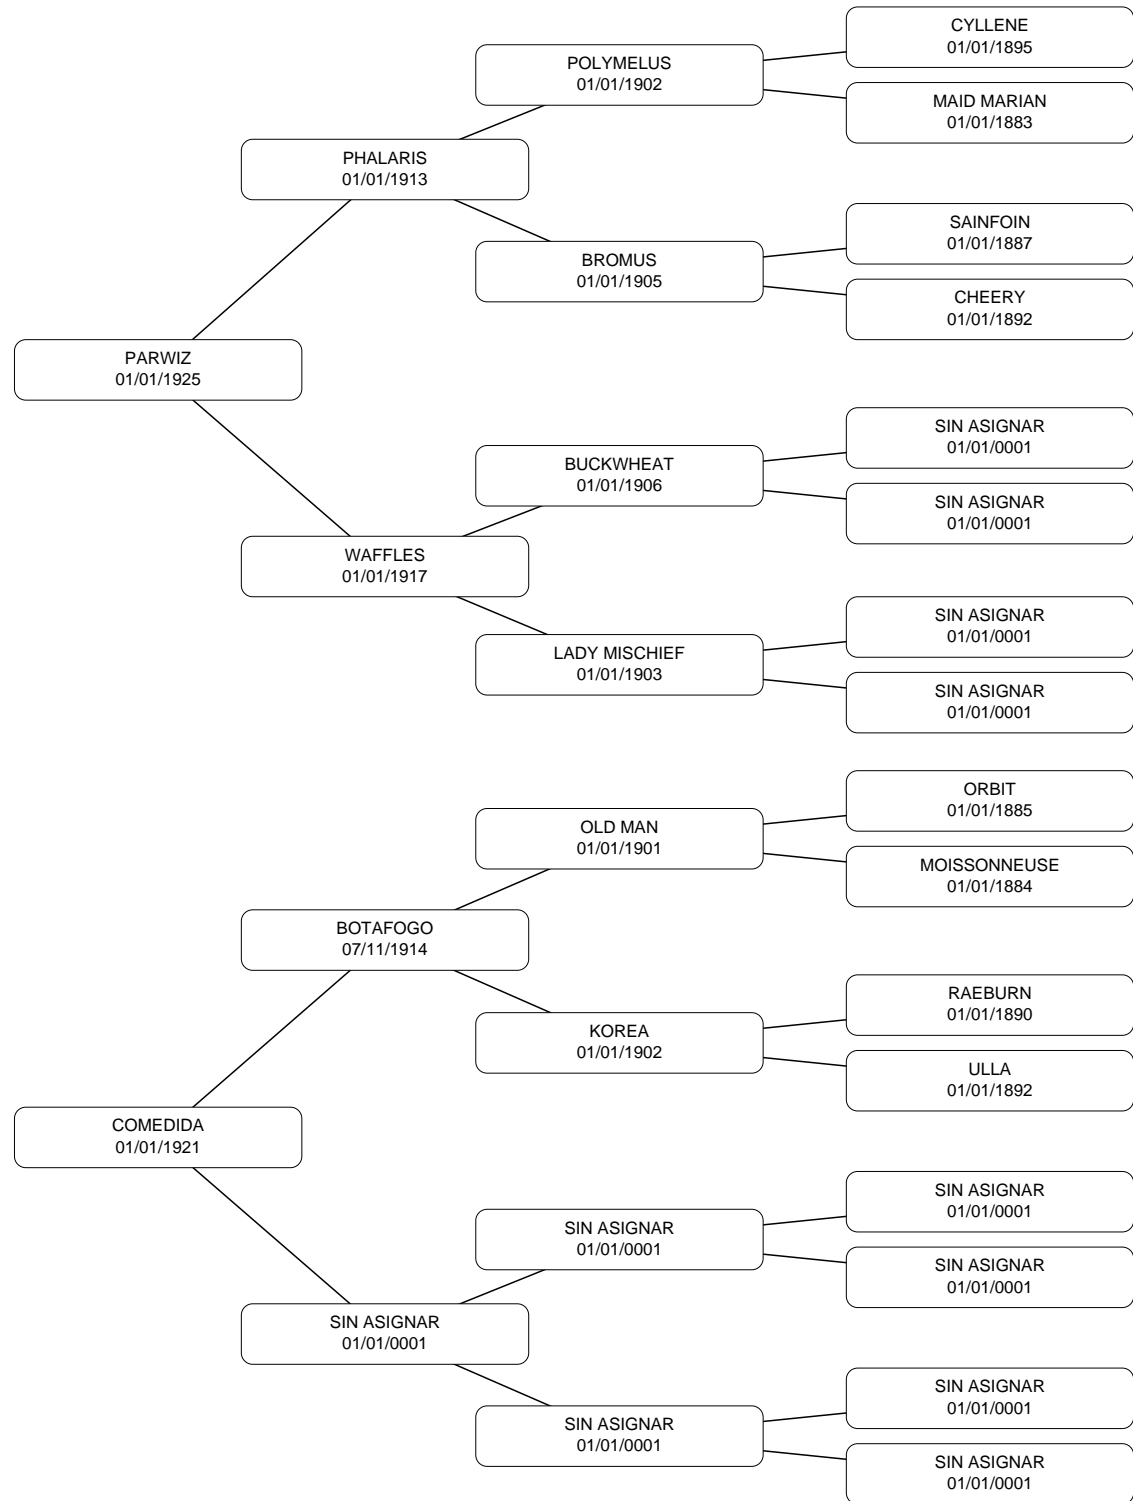 CYLLENE
01/01/1895
POLYMELUS
01/01/1902
MAID MARIAN
01/01/1883
PHALARIS
01/01/1913
SAINFOIN
01/01/1887
BROMUS
01/01/1905
CHEERY
01/01/1892
PARWIZ
01/01/1925
SIN ASIGNAR
01/01/0001
BUCKWHEAT
01/01/1906
SIN ASIGNAR
01/01/0001
WAFFLES
01/01/1917
SIN ASIGNAR
01/01/0001
LADY MISCHIEF
01/01/1903
SIN ASIGNAR
01/01/0001
ORBIT
01/01/1885
OLD MAN
01/01/1901
MOISSONNEUSE
01/01/1884
BOTAFOGO
07/11/1914
RAEBURN
01/01/1890
KOREA
01/01/1902
ULLA
01/01/1892
COMEDIDA
01/01/1921
SIN ASIGNAR
01/01/0001
SIN ASIGNAR
01/01/0001
SIN ASIGNAR
01/01/0001
SIN ASIGNAR
01/01/0001
SIN ASIGNAR
01/01/0001
SIN ASIGNAR
01/01/0001
SIN ASIGNAR
01/01/0001